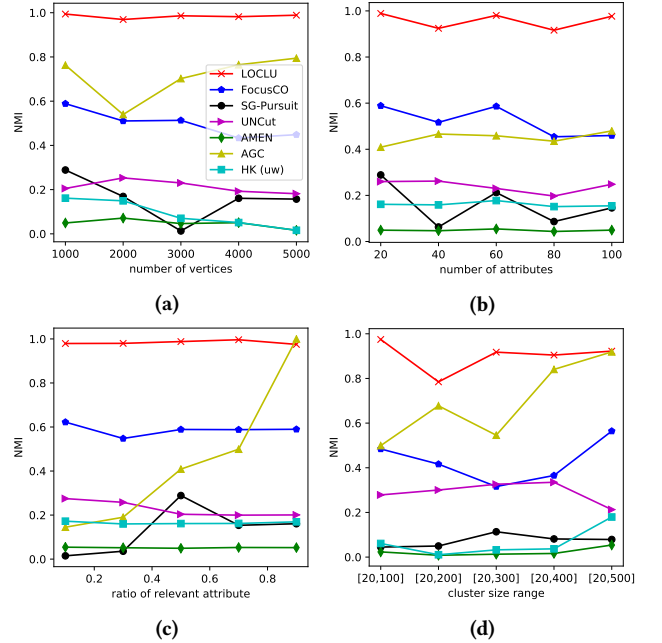 1.0
0.8
0.6
0.4
0.2
0.0
NMI
LOCLU
FocusCO
SG-Pursuit
UNCut
AMEN
AGC
HK (uw)
1000 2000 3000 4000 5000
number of vertices
(a)
1.0
0.8
0.6
0.4
0.2
0.0
NMI
20 40 60 80 100
number of attributes
(b)
1.0
0.8
0.6
0.4
0.2
0.0
NMI
0.2 0.4 0.6 0.8
ratio of relevant attribute
(c)
1.0
0.8
0.6
0.4
0.2
0.0
NMI
[20,100] [20,200] [20,300] [20,400] [20,500]
cluster size range
(d)